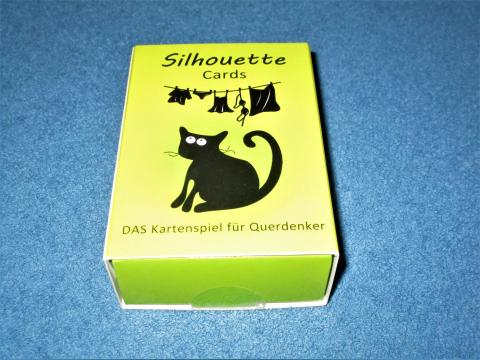 Silhouette
Cards
DAS Kartenspiel für Querdenker